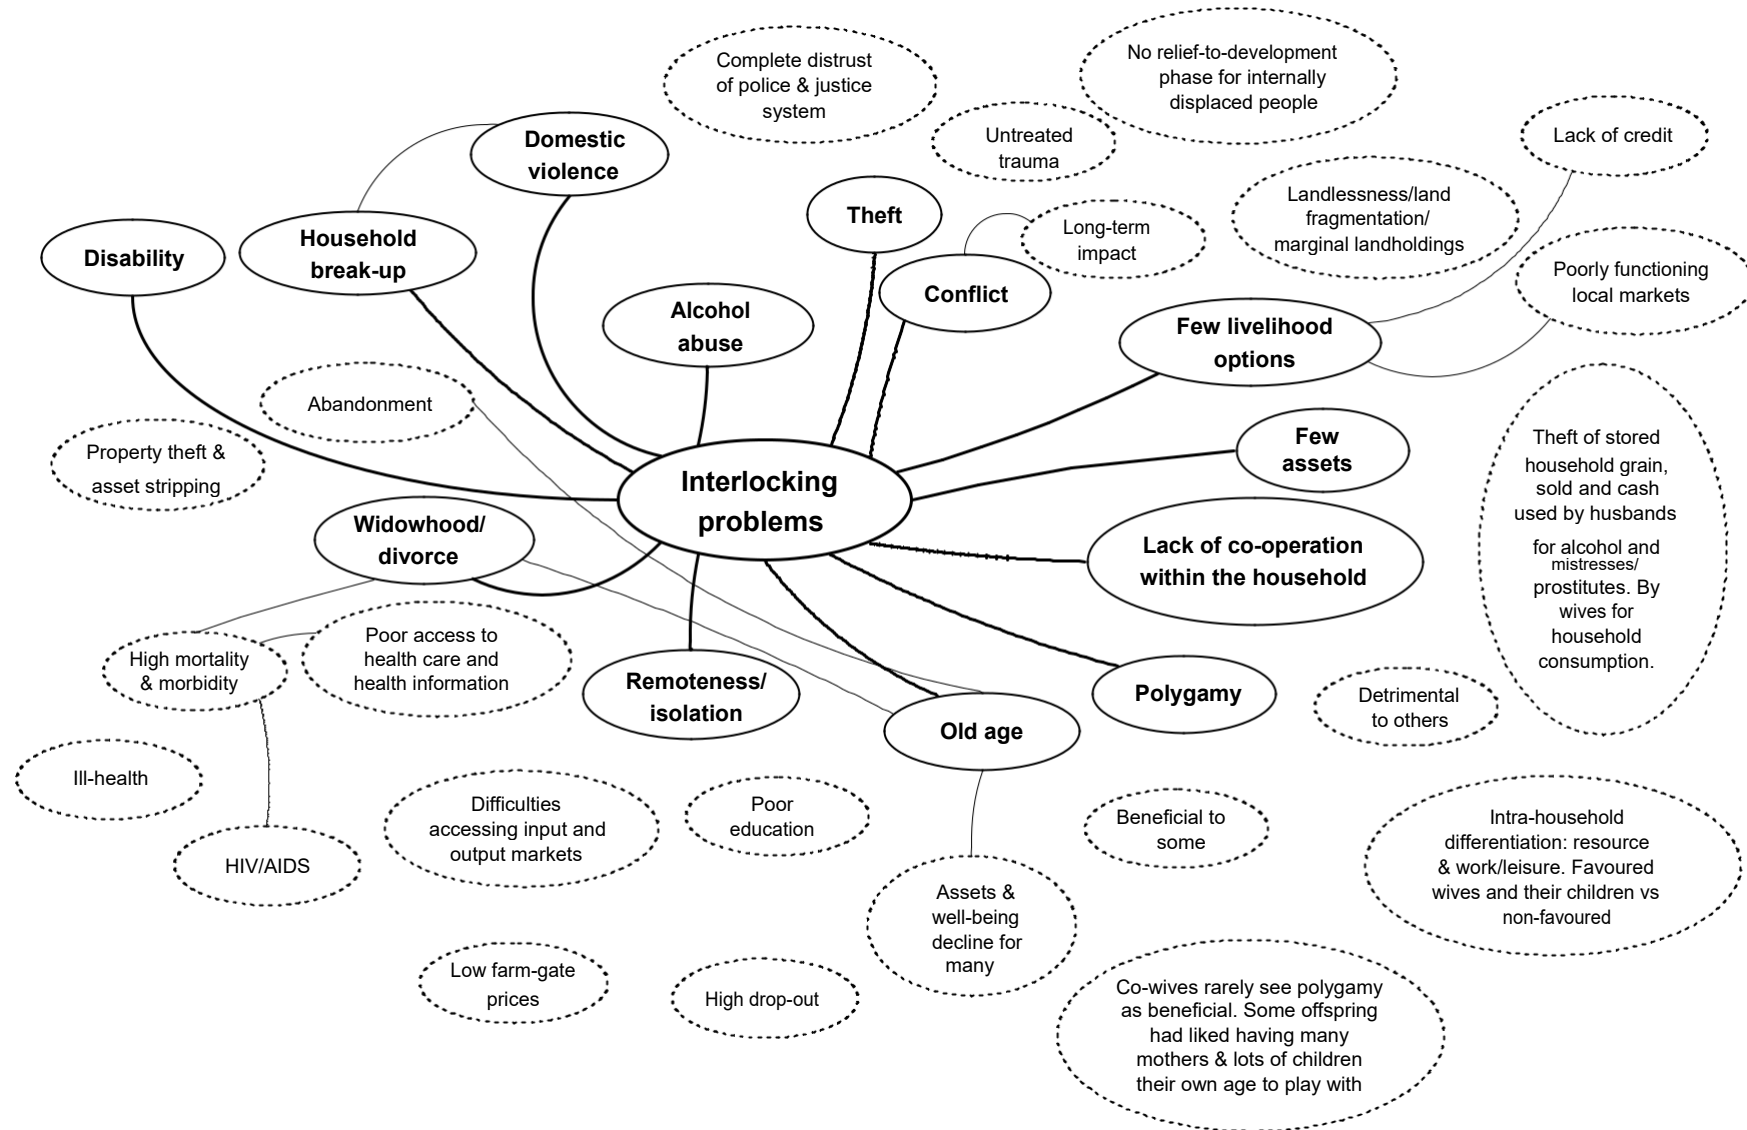 Complete distrust
of police & justice
system
No relief-to-development
phase for internally
displaced people
Untreated
trauma
Lack of credit
Domestic
violence
Theft
Landlessness/land
fragmentation/
marginal landholdings
Long-term
impact
Disability
Household
break-up
Conflict
Poorly functioning
local markets
Alcohol
abuse
Few livelihood
options
Abandonment
Property theft &
asset stripping
Few
assets
Theft of stored
household grain,
sold and cash
used by husbands
for alcohol and
mistresses/
prostitutes. By
wives for
household
consumption.
Interlocking
problems
Widowhood/
divorce
Lack of co-operation
within the household
High mortality
& morbidity
Poor access to
health care and
health information
Remoteness/
isolation
Old age
Polygamy
Detrimental
to others
Ill-health
HIV/AIDS
Difficulties
accessing input and
output markets
Poor
education
Beneficial to
some
Intra-household
differentiation: resource
& work/leisure. Favoured
wives and their children vs
non-favoured
Assets &
well-being
decline for
many
Low farm-gate
prices
High drop-out
Co-wives rarely see polygamy
as beneficial. Some offspring
had liked having many
mothers & lots of children
their own age to play with